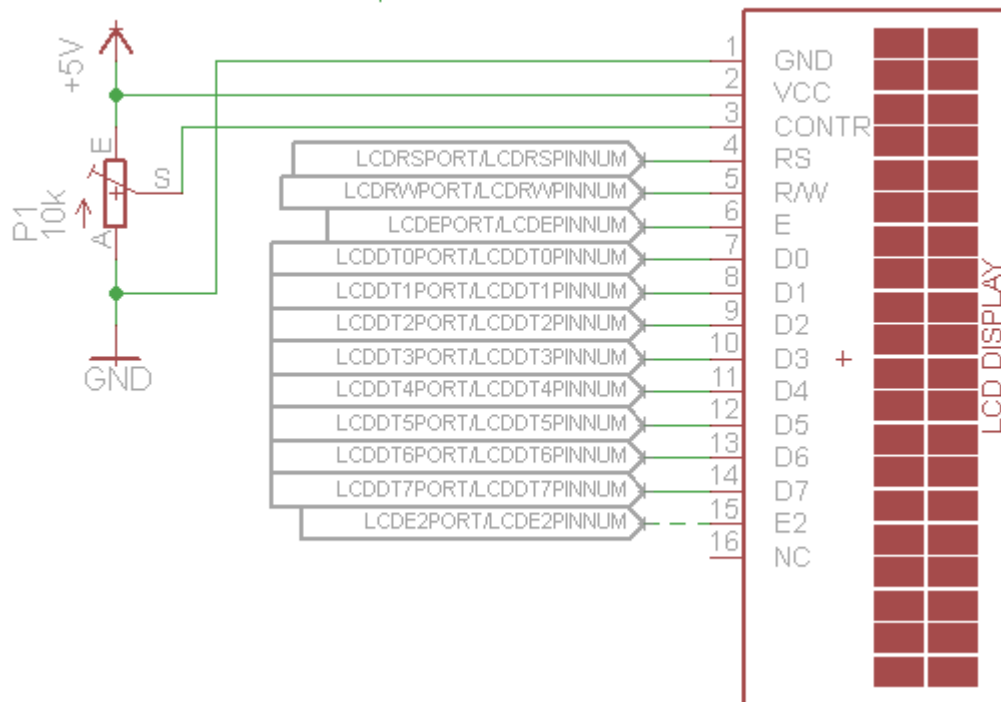 +5V
E
S
P1
10k
A
GND
LCDRSPORT/LCDRSPINNUM
LCDRWPORT/LCDRWPINNUM
LCDEPORT/LCDEPINNUM
LCDDT0PORT/LCDDT0PINNUM
LCDDT1PORT/LCDDT1PINNUM
LCDDT2PORT/LCDDT2PINNUM
LCDDT3PORT/LCDDT3PINNUM
LCDDT4PORT/LCDDT4PINNUM
LCDDT5PORT/LCDDT5PINNUM
LCDDT6PORT/LCDDT6PINNUM
LCDDT7PORT/LCDDT7PINNUM
LCDE2PORT/LCDE2PINNUM
1 GND
2 VCC
3 CONTR
4 RS
5 R/W
6 E
7 D0
8 D1
9 D2
10 D3
11 D4
12 D5
13 D6
14 D7
15 E2
16 NC
LCD DISPLAY